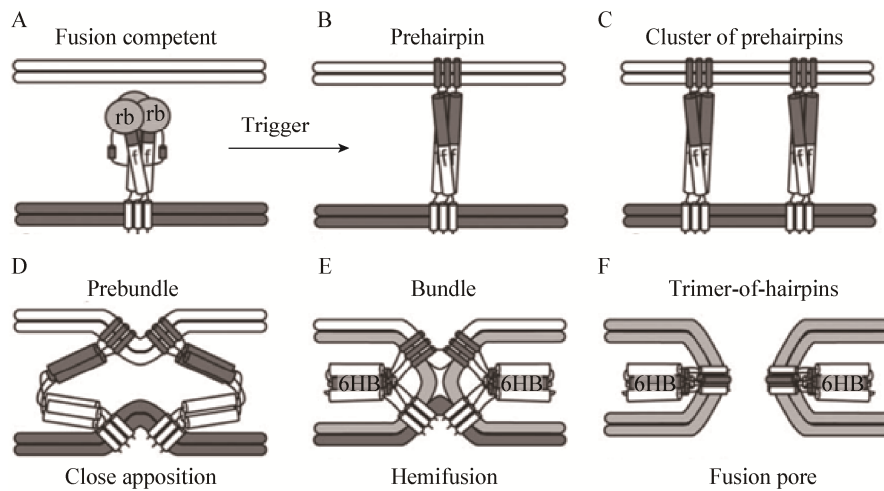 A
Fusion competent
rb
rb
f
Trigger
B
Prehairpin
f
f
C
Cluster of prehairpins
f
f
f
f
D
Prebundle
Close apposition
E
Bundle
6HB
6HB
Hemifusion
F
Trimer-of-hairpins
6HB
6HB
Fusion pore